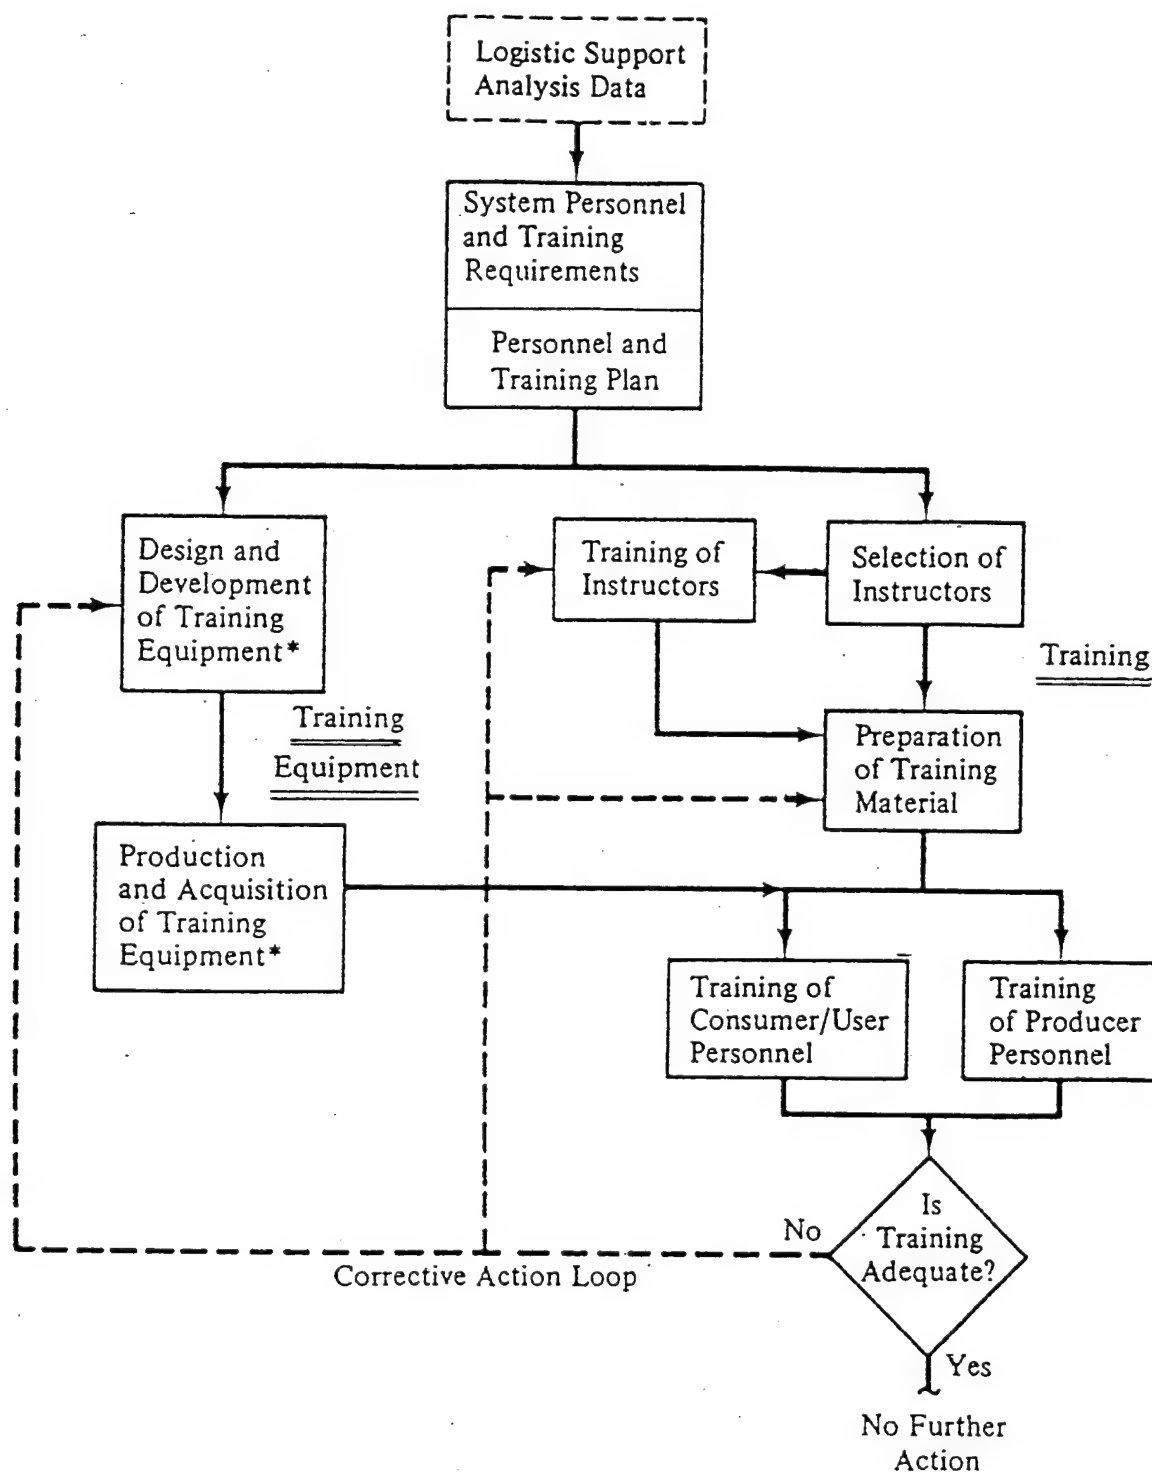 Logistic Support
Analysis Data
System Personnel
and Training
Requirements
Personnel and
Training Plan
Design and
Development
of Training
Equipment*
Training of
Instructors
Selection of
Instructors
Training
Training
Equipment
Preparation
of Training
Material
Production
and Acquisition
of Training
Equipment*
Training of
Consumer/User
Personnel
Training
of Producer
Personnel
Is
Training
Adequate?
No
Corrective Action Loop
Yes
No Further
Action